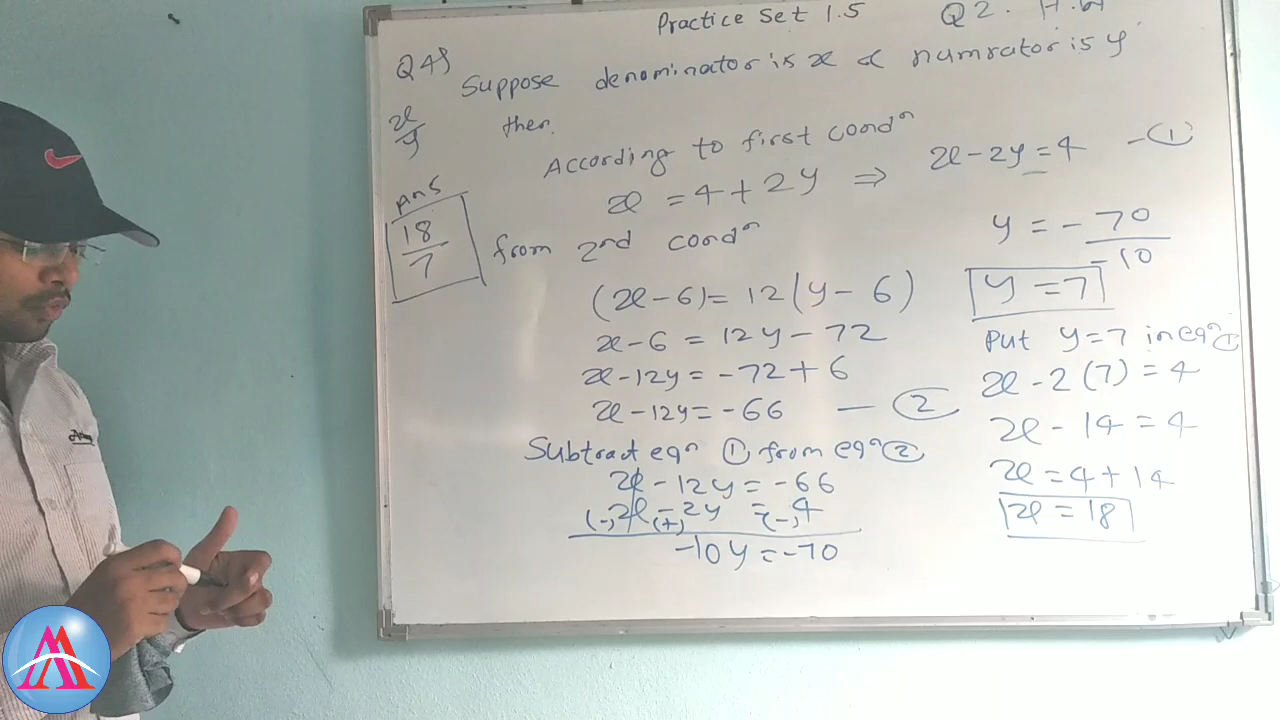 Practice Set 1.5 Q2. H.W
Q4)
Suppose denominator is x & numrator is y
x/y
then
According to first condn
x = 4 + 2y ⇒ x - 2y = 4 - ①
Ans
18/7
from 2nd condn
(x - 6) = 12(y - 6)
x - 6 = 12y - 72
x - 12y = -72 + 6
x - 12y = -66 — ②
Subtract eqn ① from eqn ②
x - 12y = -66
(-) x - 2y = 4
(+) (-)
-10y = -70
y = -70/-10
y = 7
Put y = 7 in eqn ①
x - 2(7) = 4
x - 14 = 4
x = 4 + 14
x = 18
M